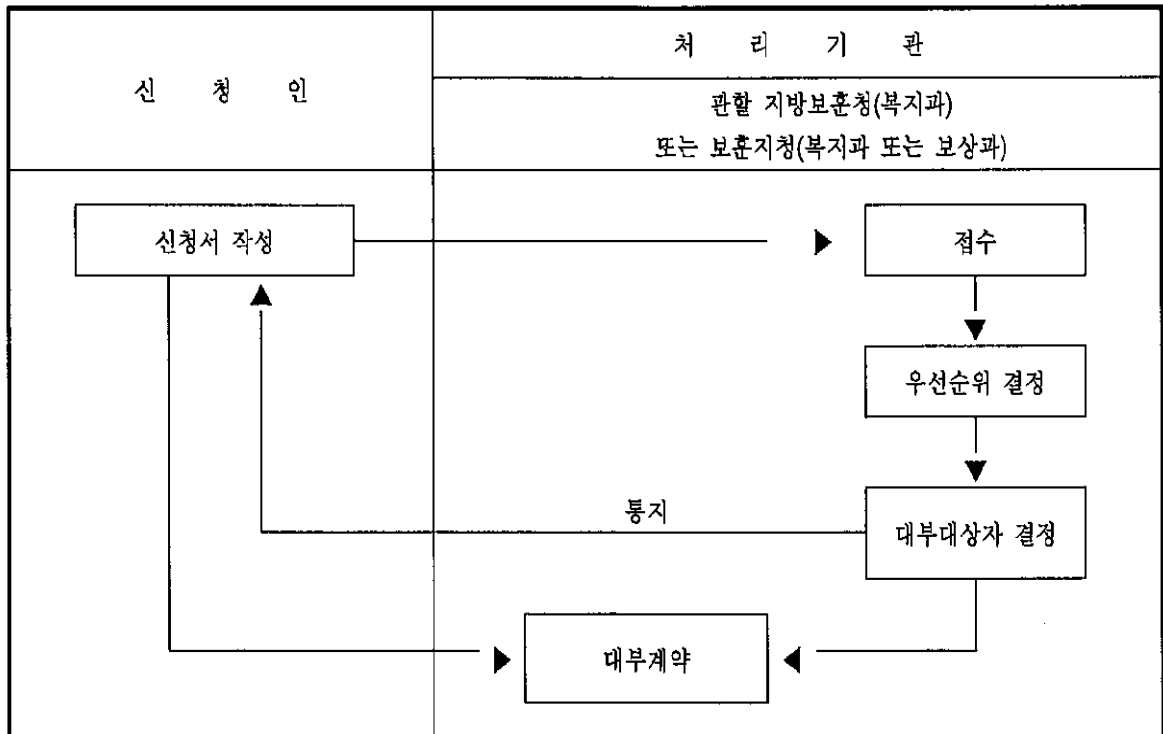 신 청 인
처 리 기 관
관할 지방보훈청(복지과)
또는 보훈지청(복지과 또는 보상과)
신청서 작성
접수
우선순위 결정
통지
대부대상자 결정
대부계약